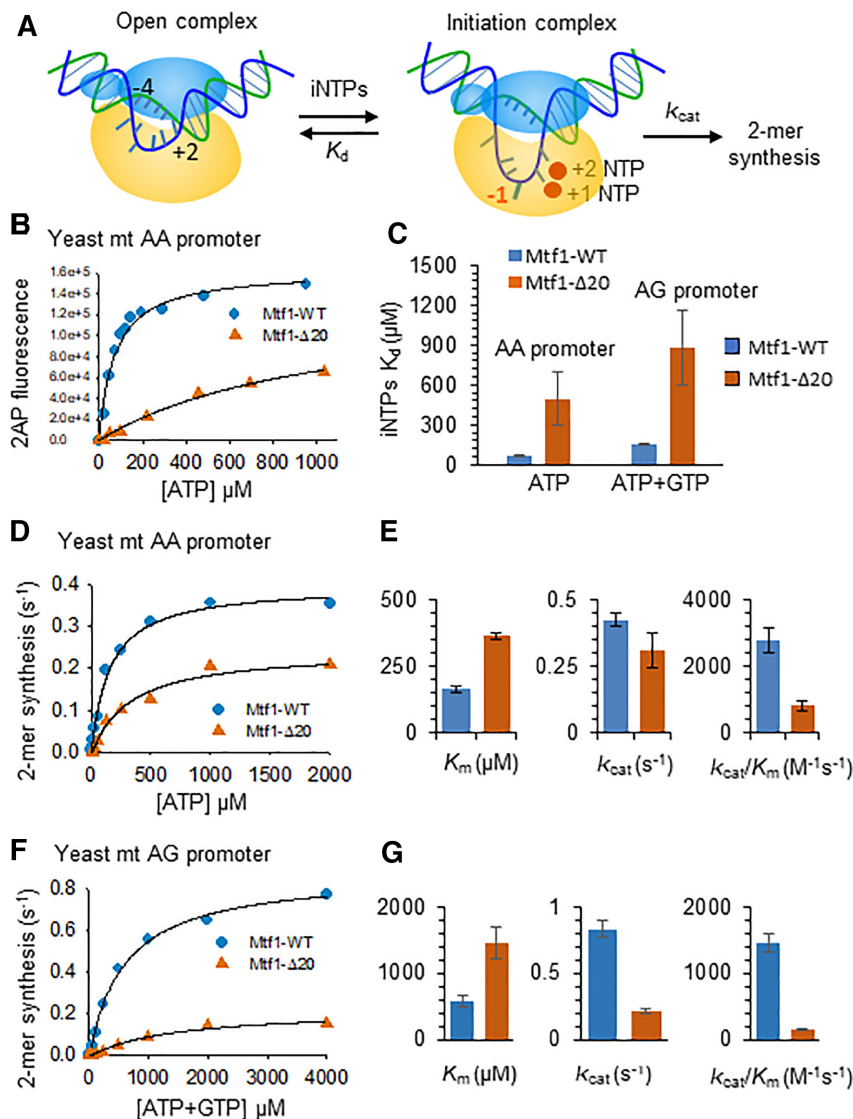 A
Open complex
Initiation complex
-4
+2
iNTPs
Kd
-1
+2 NTP
+1 NTP
kcat
2-mer
synthesis
B
Yeast mt AA promoter
2AP fluorescence
1.6e+5
1.4e+5
1.2e+5
1.0e+5
8.0e+4
6.0e+4
4.0e+4
2.0e+4
0.0
Mtf1-WT
Mtf1-Δ20
0 200 400 600 800 1000
[ATP] µM
C
Mtf1-WT
Mtf1-Δ20
iNTPs Kd (µM)
1500
1200
900
600
300
0
AA promoter
AG promoter
Mtf1-WT
Mtf1-Δ20
ATP
ATP+GTP
D
Yeast mt AA promoter
2-mer synthesis (s-1)
0.4
0.3
0.2
0.1
0.0
Mtf1-WT
Mtf1-Δ20
0 500 1000 1500 2000
[ATP] µM
E
500
250
0
Km (µM)
0.5
0.25
0
kcat (s-1)
4000
2000
0
kcat/Km (M-1s-1)
F
Yeast mt AG promoter
2-mer synthesis (s-1)
0.8
0.6
0.4
0.2
0.0
Mtf1-WT
Mtf1-Δ20
0 1000 2000 3000 4000
[ATP+GTP] µM
G
2000
1000
0
Km (µM)
1
0.5
0
kcat (s-1)
2000
1000
0
kcat/Km (M-1s-1)